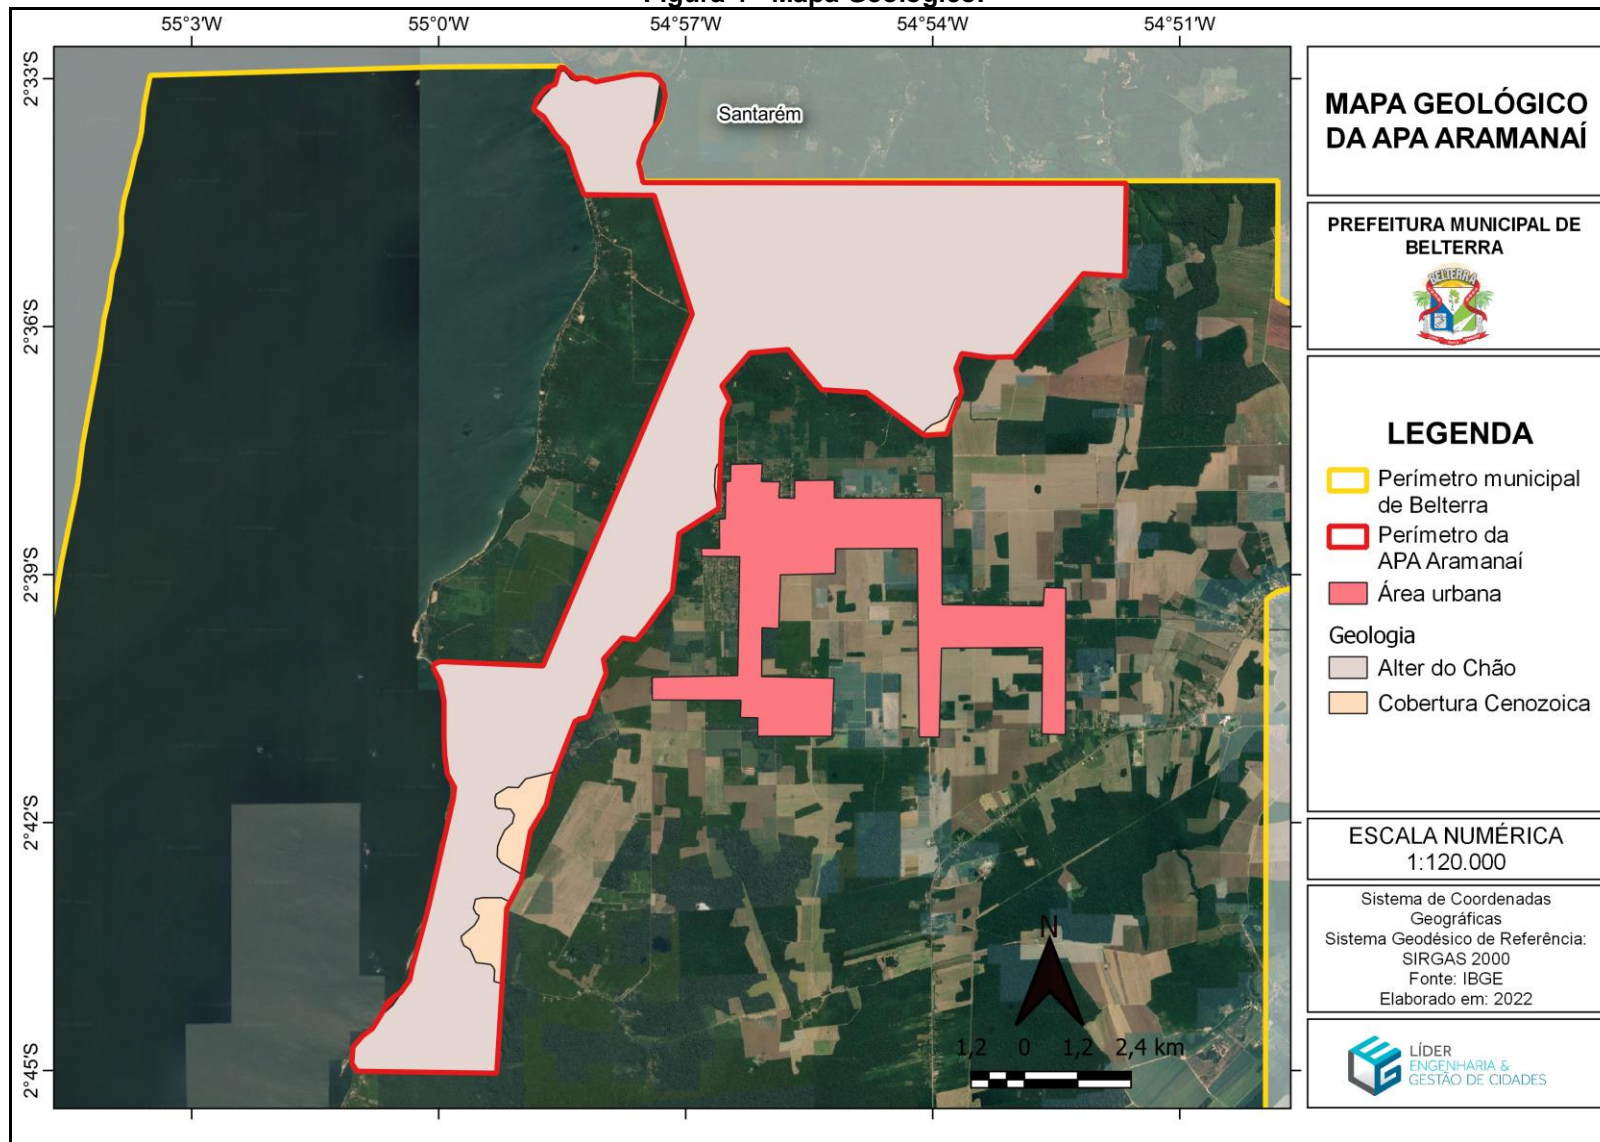 55°3'W
55°0'W
54°57'W
54°54'W
54°51'W
2°33'S
2°36'S
2°39'S
2°42'S
2°45'S
Santarém
N
1,2 0 1,2 2,4 km
MAPA GEOLÓGICO
DA APA ARAMANAÍ
PREFEITURA MUNICIPAL DE
BELTERRA
BELTERRA
LEGENDA
Perímetro municipal
de Belterra
Perímetro da
APA Aramanaí
Área urbana
Geologia
Alter do Chão
Cobertura Cenozoica
ESCALA NUMÉRICA
1:120.000
Sistema de Coordenadas
Geográficas
Sistema Geodésico de Referência:
SIRGAS 2000
Fonte: IBGE
Elaborado em: 2022
LÍDER
ENGENHARIA &
GESTÃO DE CIDADES